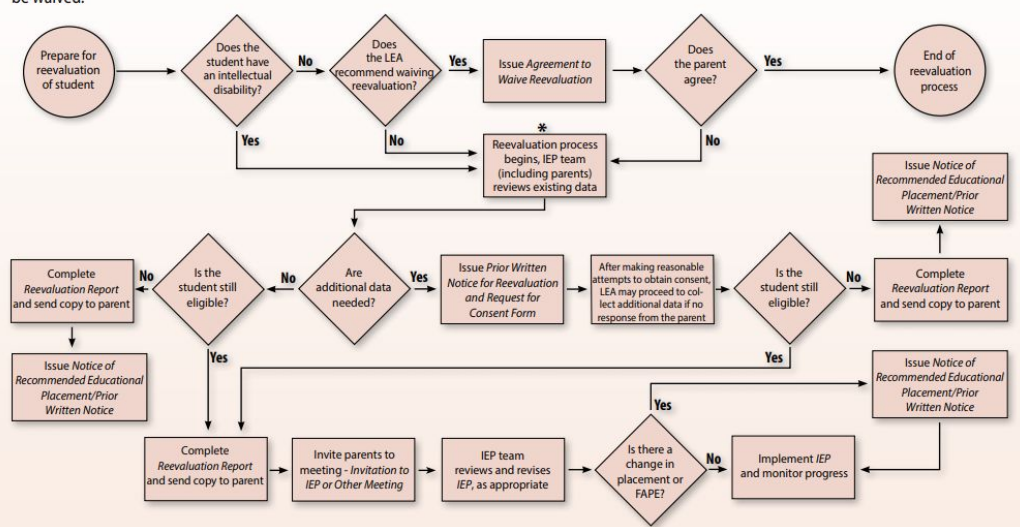 be waived.
Prepare for
reevaluation
of student
Does the
student have
an intellectual
disability?
No
Does
the LEA
recommend waiving
reevaluation?
Yes
Issue Agreement to
Waive Reevaluation
Does
the parent
agree?
Yes
End of
reevaluation
process
Yes
No
No
*
Reevaluation process
begins, IEP team
(including parents)
reviews existing data
Issue Notice of
Recommended Educational
Placement/Prior
Written Notice
Complete
Reevaluation Report
and send copy to parent
No
Is the
student still
eligible?
No
Are
additional data
needed?
Yes
Issue Prior Written
Notice for Reevaluation
and Request for
Consent Form
After making reasonable
attempts to obtain consent,
LEA may proceed to col-
lect additional data if no
response from the parent
Is the
student still
eligible?
No
Complete
Reevaluation Report
and send copy to parent
Yes
Yes
Issue Notice of
Recommended Educational
Placement/Prior
Written Notice
Issue Notice of
Recommended Educational
Placement/Prior
Written Notice
Yes
Complete
Reevaluation Report
and send copy to parent
Invite parents to
meeting - Invitation to
IEP or Other Meeting
IEP team
reviews and revises
IEP, as appropriate
Is there a
change in
placement or
FAPE?
No
Implement IEP
and monitor progress